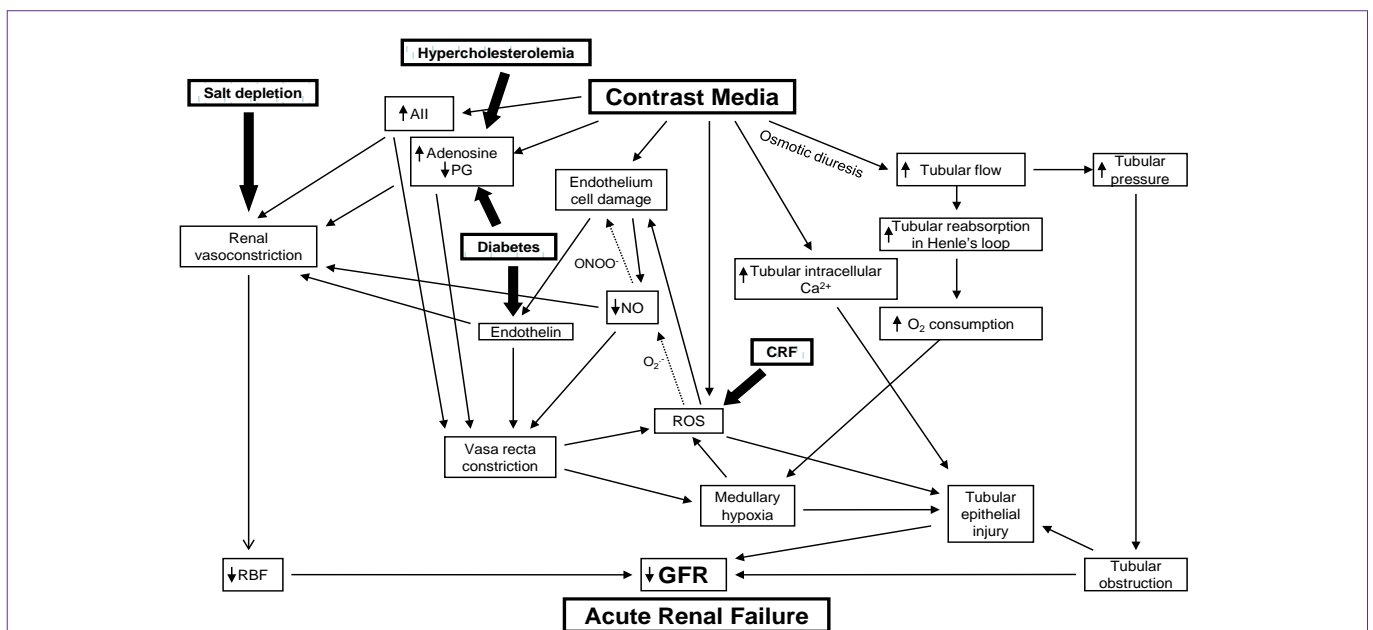 Hypercholesterolemia
Salt depletion
Contrast Media
↑ AII
↑ Adenosine
↓ PG
Osmotic diuresis
↑ Tubular flow
↑ Tubular
pressure
Endothelium
cell damage
Renal
vasoconstriction
Diabetes
↑ Tubular reabsorption
in Henle's loop
ONOO⁻
↑ Tubular intracellular
Ca²⁺
↓ NO
Endothelin
↑ O₂ consumption
O₂·⁻
CRF
ROS
Vasa recta
constriction
Medullary
hypoxia
Tubular
epithelial
injury
↓ RBF
↓ GFR
Tubular
obstruction
Acute Renal Failure